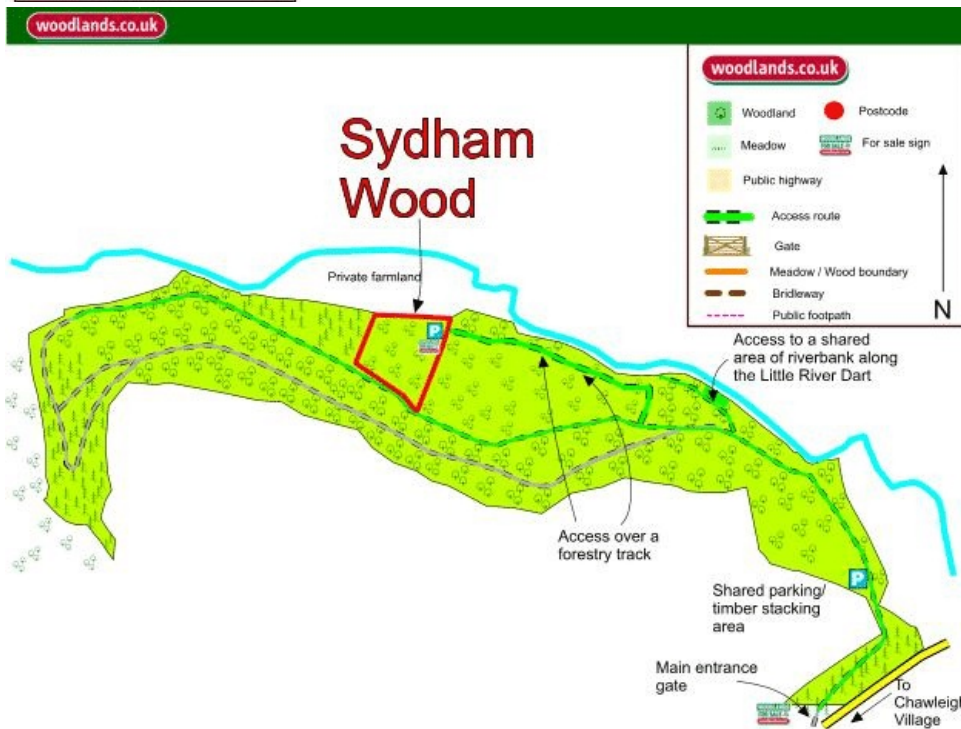 woodlands.co.uk
woodlands.co.uk
Woodland
Postcode
Meadow
For sale sign
Public highway
Access route
Gate
Meadow / Wood boundary
Bridleway
Public footpath
N
Sydham
Wood
Private farmland
P
Access to a shared
area of riverbank along
the Little River Dart
Access over a
forestry track
P
Shared parking/
timber stacking
area
Main entrance
gate
To
Chawleigh
Village